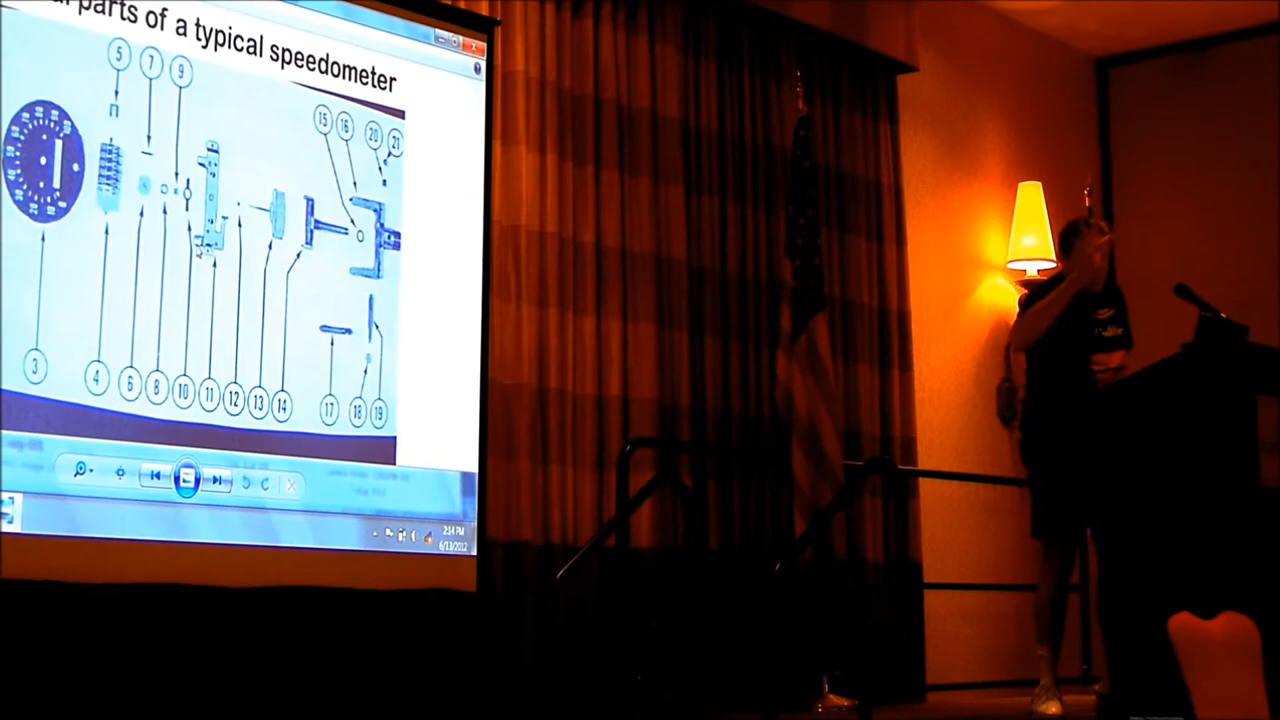 parts of a typical speedometer
5 7 9
15 16 20 21
3 4 6 8 10 11 12 13 14 17 18 19
2:14 PM
6/13/2012